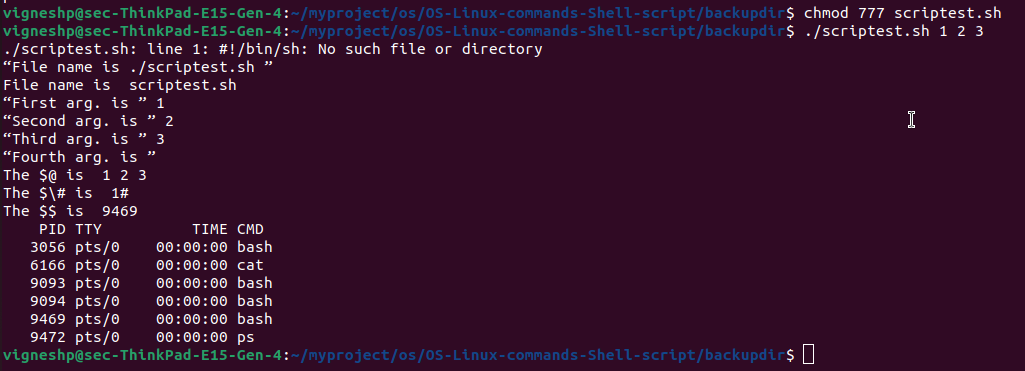 vigneshp@sec-ThinkPad-E15-Gen-4:~/myproject/os/OS-Linux-commands-Shell-script/backupdir$ chmod 777 scriptest.sh
vigneshp@sec-ThinkPad-E15-Gen-4:~/myproject/os/OS-Linux-commands-Shell-script/backupdir$ ./scriptest.sh 1 2 3
./scriptest.sh: line 1: #!/bin/sh: No such file or directory
“File name is ./scriptest.sh ”
File name is  scriptest.sh
“First arg. is ” 1
“Second arg. is ” 2
“Third arg. is ” 3
“Fourth arg. is ”
The $@ is  1 2 3
The $\# is  1#
The $$ is  9469
    PID TTY          TIME CMD
   3056 pts/0    00:00:00 bash
   6166 pts/0    00:00:00 cat
   9093 pts/0    00:00:00 bash
   9094 pts/0    00:00:00 bash
   9469 pts/0    00:00:00 bash
   9472 pts/0    00:00:00 ps
vigneshp@sec-ThinkPad-E15-Gen-4:~/myproject/os/OS-Linux-commands-Shell-script/backupdir$